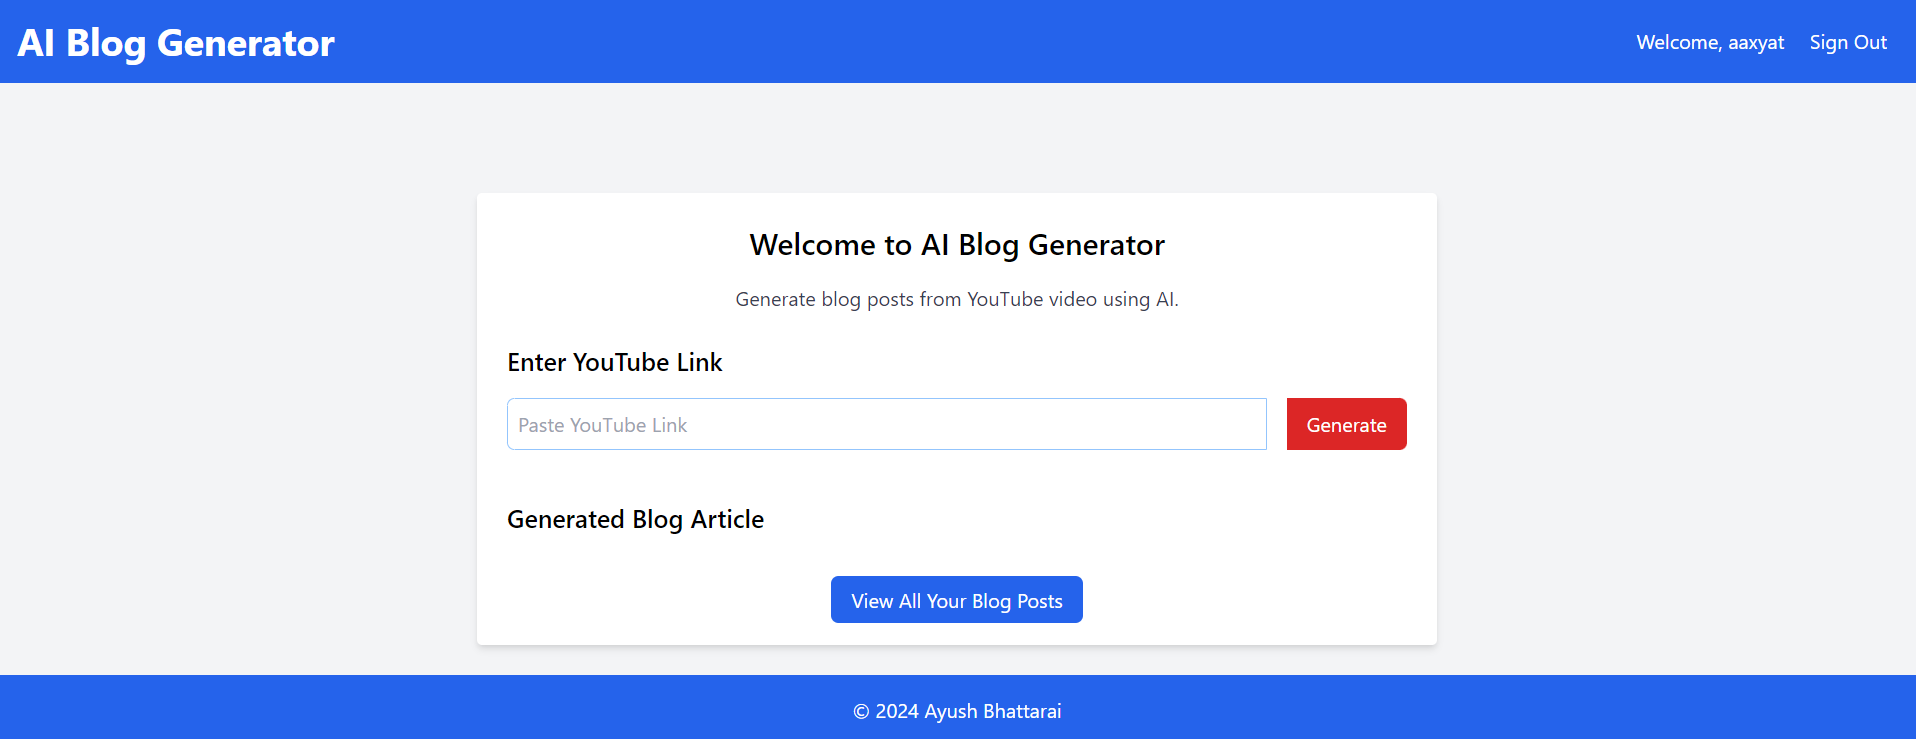 AI Blog Generator
Welcome, aaxyat
Sign Out
Welcome to AI Blog Generator
Generate blog posts from YouTube video using AI.
Enter YouTube Link
Paste YouTube Link
Generate
Generated Blog Article
View All Your Blog Posts
© 2024 Ayush Bhattarai